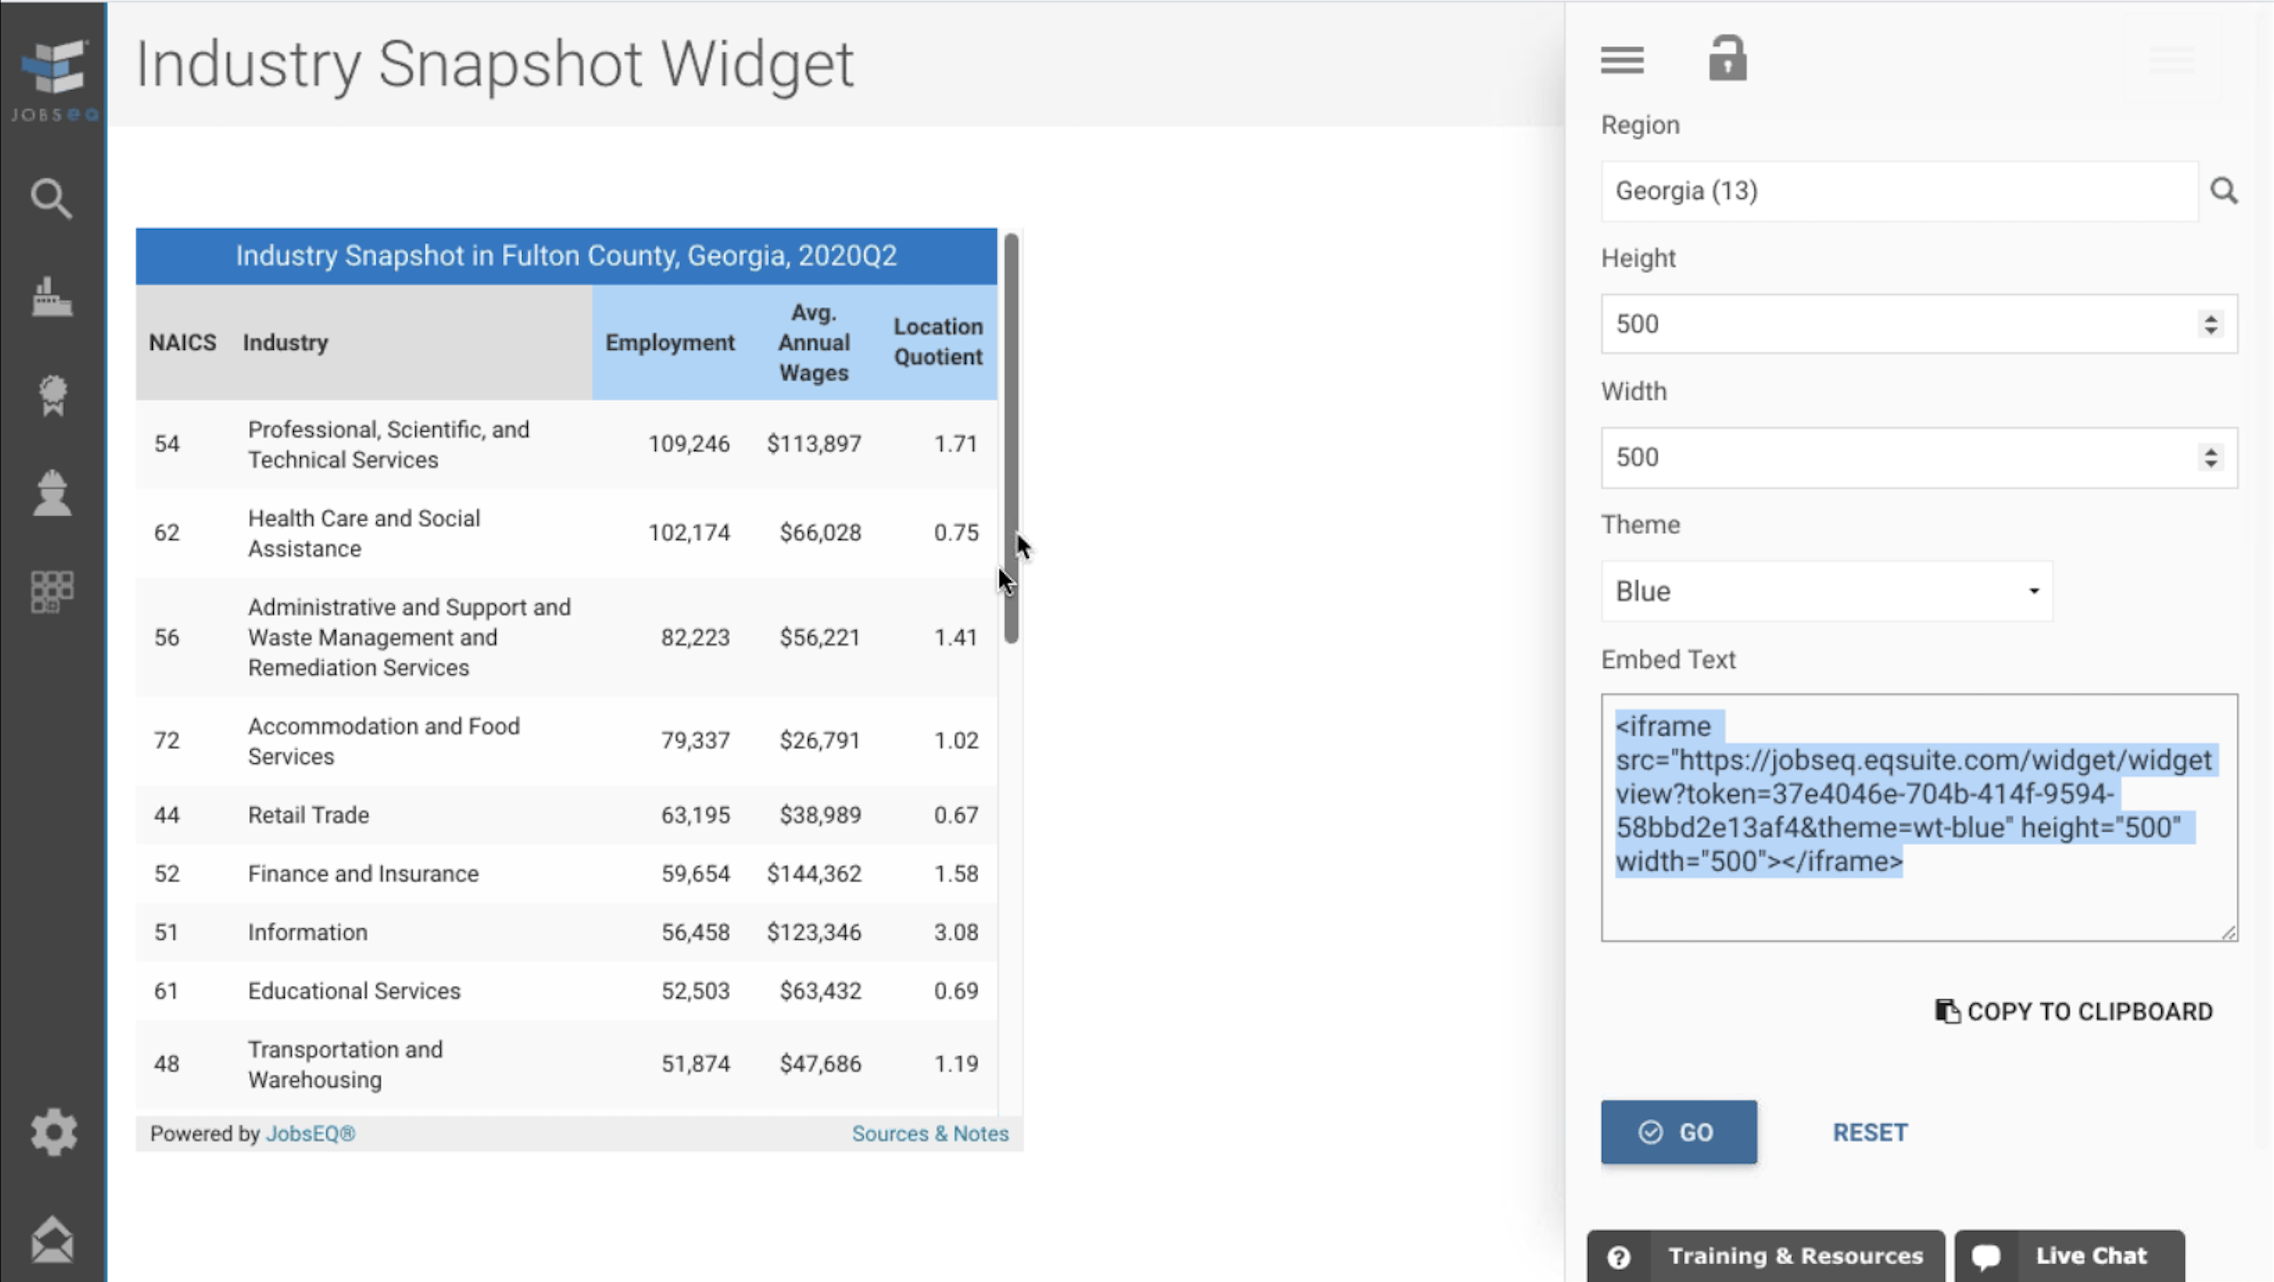 Industry Snapshot Widget
JOBSeQ
Industry Snapshot in Fulton County, Georgia, 2020Q2
NAICS Industry Employment Avg. Annual Wages Location Quotient
54 Professional, Scientific, and Technical Services 109,246 $113,897 1.71
62 Health Care and Social Assistance 102,174 $66,028 0.75
56 Administrative and Support and Waste Management and Remediation Services 82,223 $56,221 1.41
72 Accommodation and Food Services 79,337 $26,791 1.02
44 Retail Trade 63,195 $38,989 0.67
52 Finance and Insurance 59,654 $144,362 1.58
51 Information 56,458 $123,346 3.08
61 Educational Services 52,503 $63,432 0.69
48 Transportation and Warehousing 51,874 $47,686 1.19
Powered by JobsEQ® Sources & Notes
Region
Georgia (13)
Height
500
Width
500
Theme
Blue
Embed Text
<iframe
src="https://jobseq.eqsuite.com/widget/widget
view?token=37e4046e-704b-414f-9594-
58bbd2e13af4&theme=wt-blue" height="500"
width="500"></iframe>
COPY TO CLIPBOARD
GO RESET
Training & Resources Live Chat